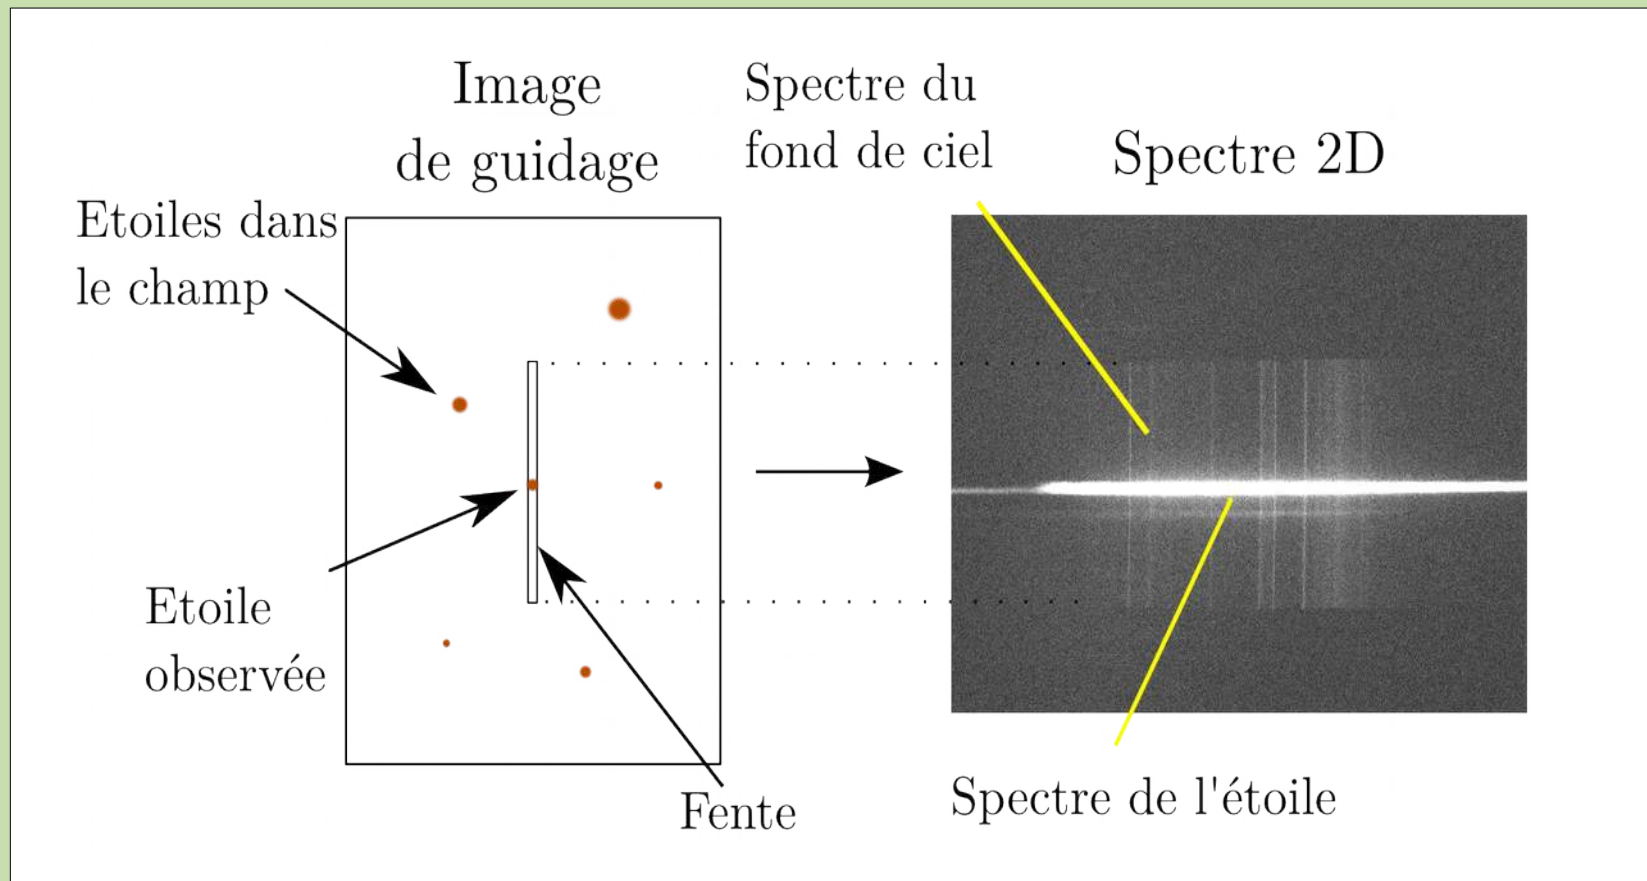 Image
de guidage
Spectre du
fond de ciel
Spectre 2D
Etoiles dans
le champ
Etoile
observée
Fente
Spectre de l'étoile